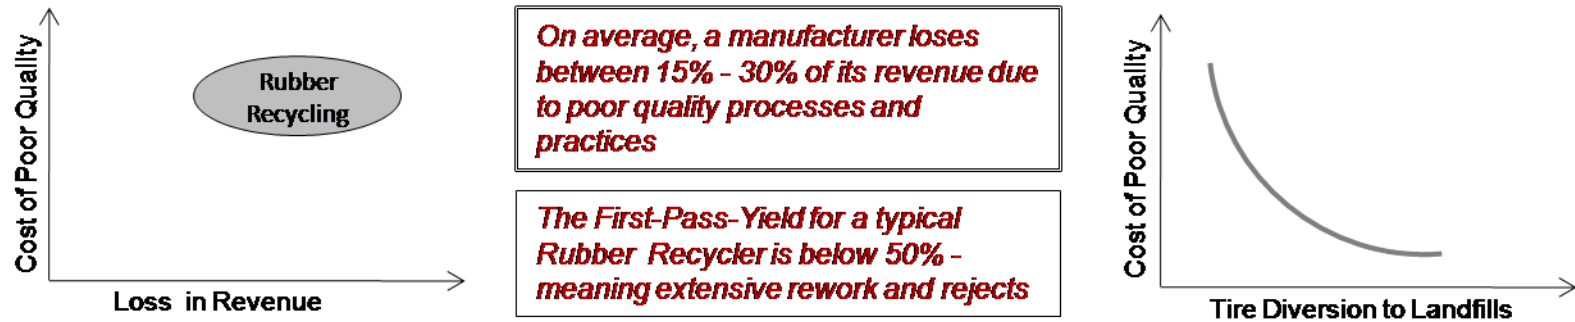 Cost of Poor Quality
Rubber
Recycling
Loss in Revenue
On average, a manufacturer loses
between 15% - 30% of its revenue due
to poor quality processes and
practices
The First-Pass-Yield for a typical
Rubber Recycler is below 50% -
meaning extensive rework and rejects
Cost of Poor Quality
Tire Diversion to Landfills